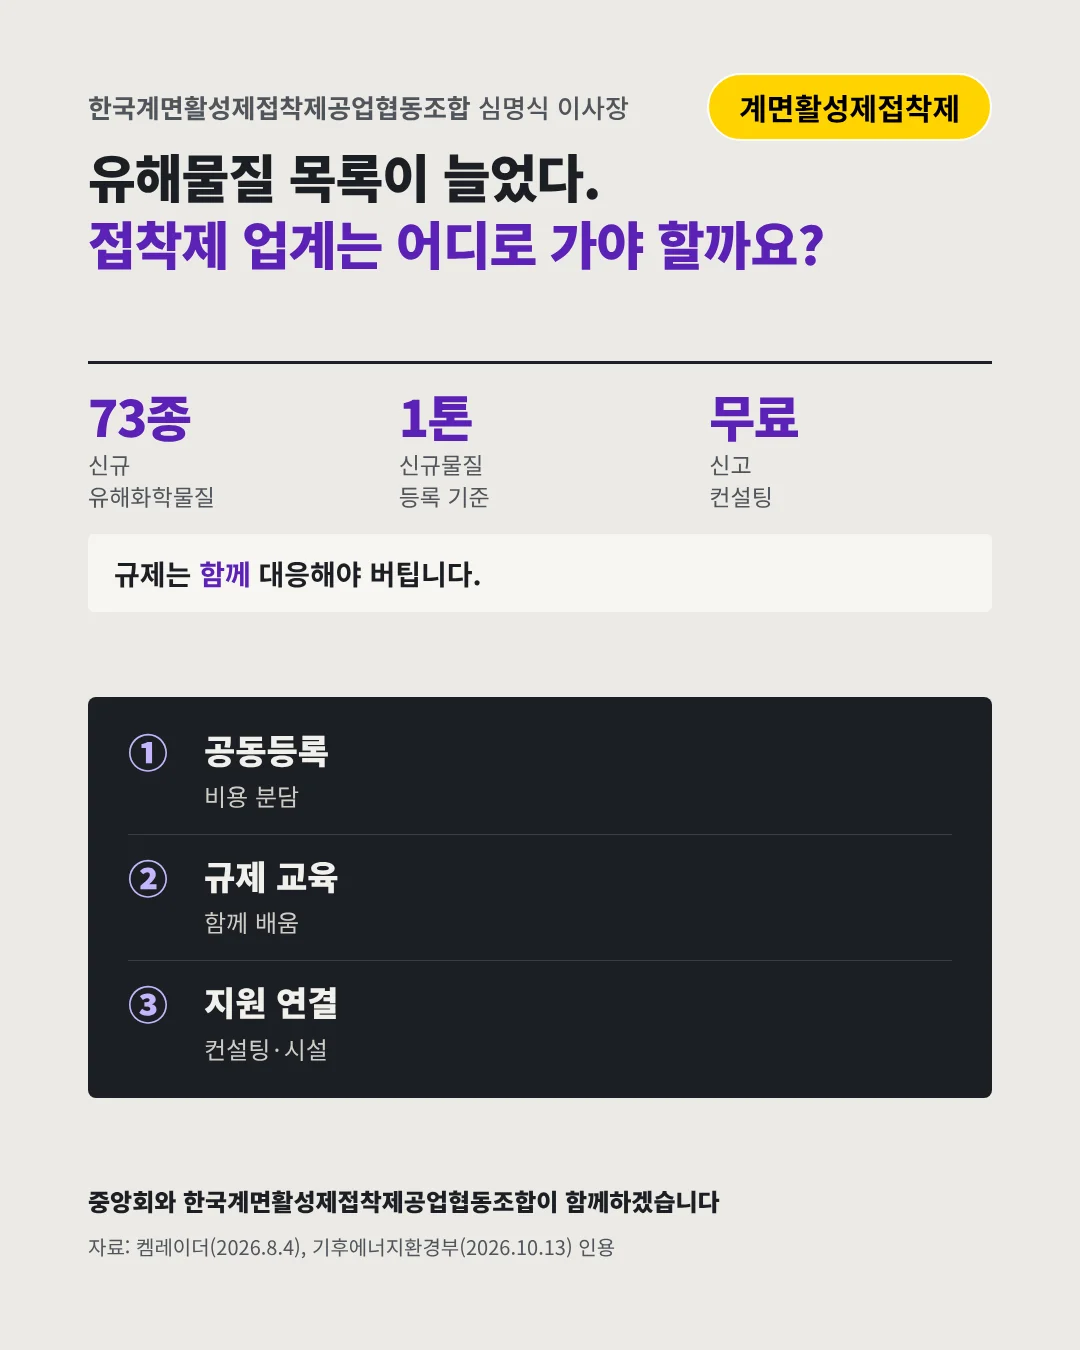 한국계면활성제접착제공업협동조합 심명식 이사장
계면활성제접착제
유해물질 목록이 늘었다.
접착제 업계는 어디로 가야 할까요?
73종
신규
유해화학물질
1톤
신규물질
등록 기준
무료
신고
컨설팅
규제는 함께 대응해야 버팁니다.
① 공동등록
비용 분담
② 규제 교육
함께 배움
③ 지원 연결
컨설팅·시설
중앙회와 한국계면활성제접착제공업협동조합이 함께하겠습니다
자료: 켐레이더(2026.8.4), 기후에너지환경부(2026.10.13) 인용